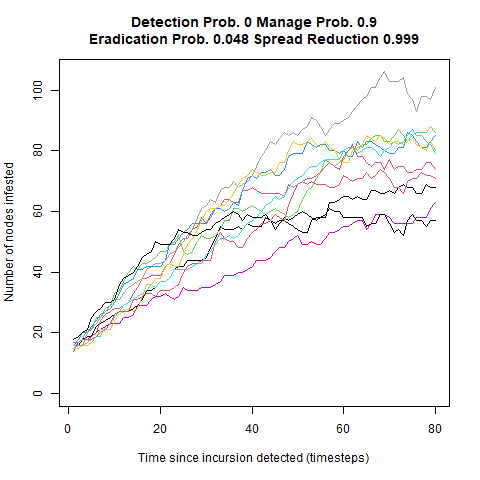 Detection Prob. 0 Manage Prob. 0.9
Eradication Prob. 0.048 Spread Reduction 0.999
Number of nodes infested
100
80
60
40
20
0
0 20 40 60 80
Time since incursion detected (timesteps)